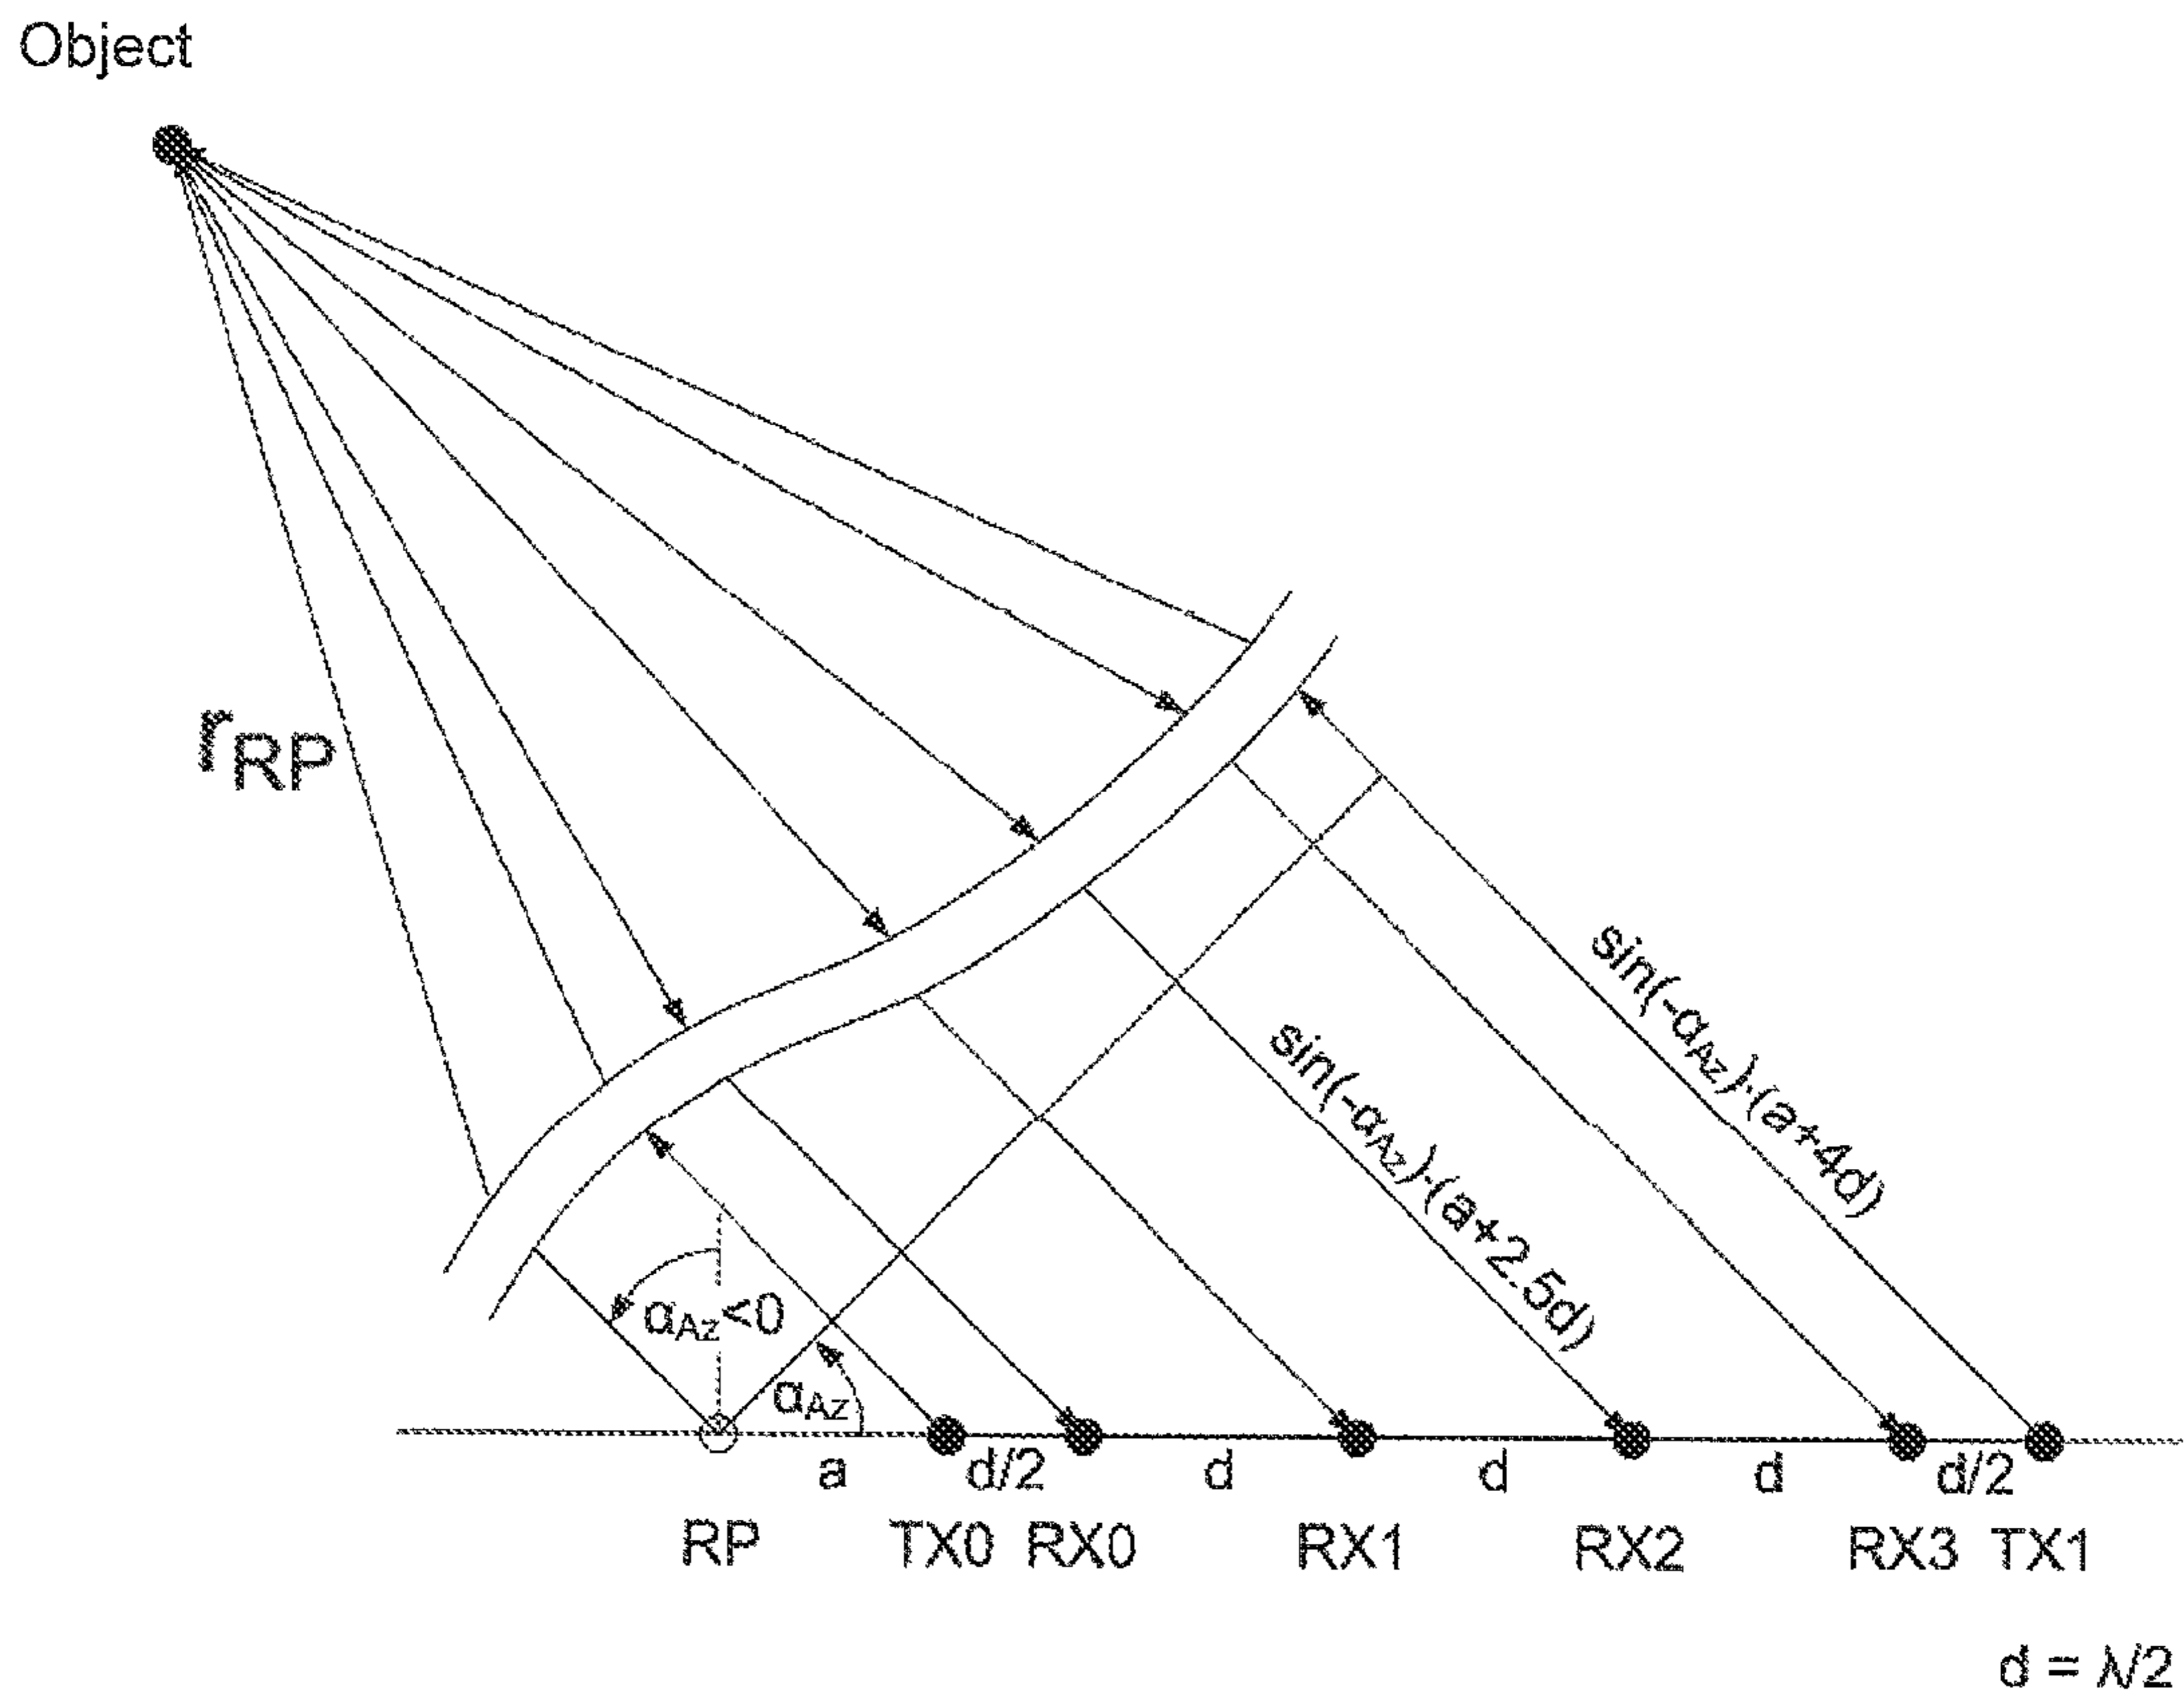 Object
r_RP
sin(-α_Az)·(a+4d)
sin(-α_Az)·(a+2.5d)
α_Az<0
α_Az
a d/2 d d d d/2
RP TX0 RX0 RX1 RX2 RX3 TX1
d = λ/2